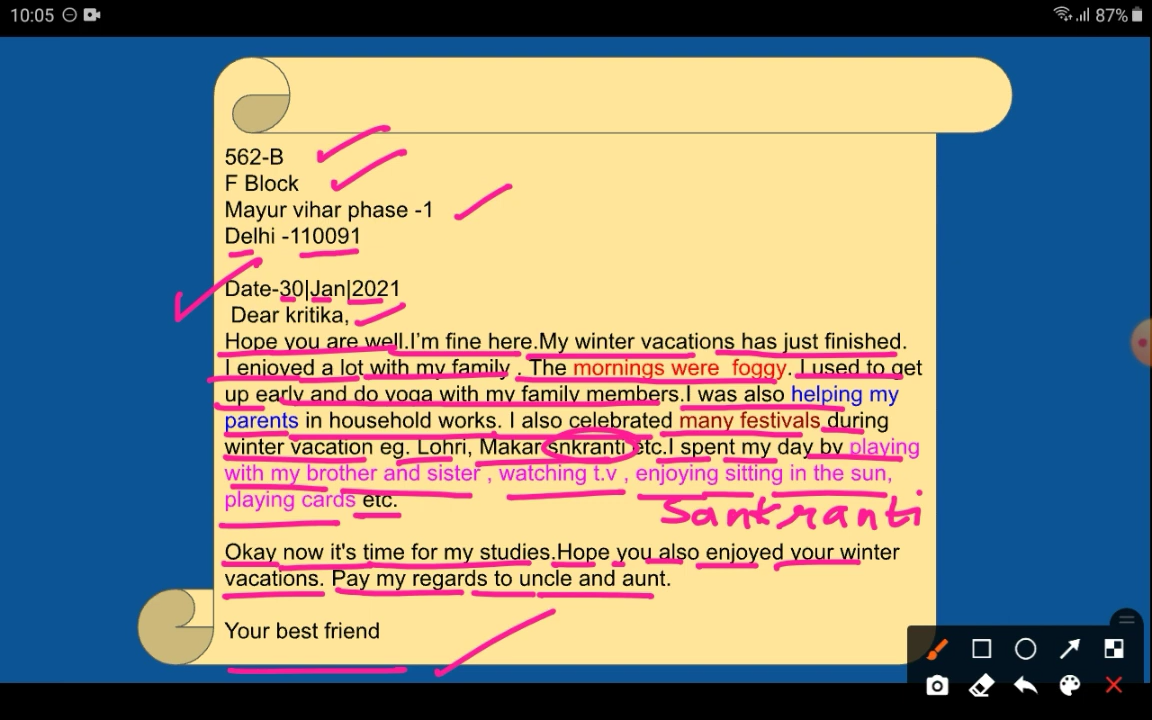 10:05
87%
562-B
F Block
Mayur vihar phase -1
Delhi -110091
Date-30|Jan|2021
Dear kritika,
Hope you are well.I'm fine here.My winter vacations has just finished.
I enjoyed a lot with my family . The mornings were foggy. I used to get
up early and do yoga with my family members.I was also helping my
parents in household works. I also celebrated many festivals during
winter vacation eg. Lohri, Makar snkranti etc.I spent my day by playing
with my brother and sister , watching t.v , enjoying sitting in the sun,
playing cards etc.
Sankranti
Okay now it's time for my studies.Hope you also enjoyed your winter
vacations. Pay my regards to uncle and aunt.
Your best friend